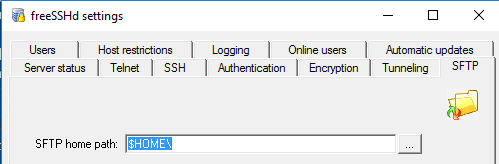 freeSSHd settings
Users Host restrictions Logging Online users Automatic updates
Server status Telnet SSH Authentication Encryption Tunneling SFTP
SFTP home path: $HOME\ ...